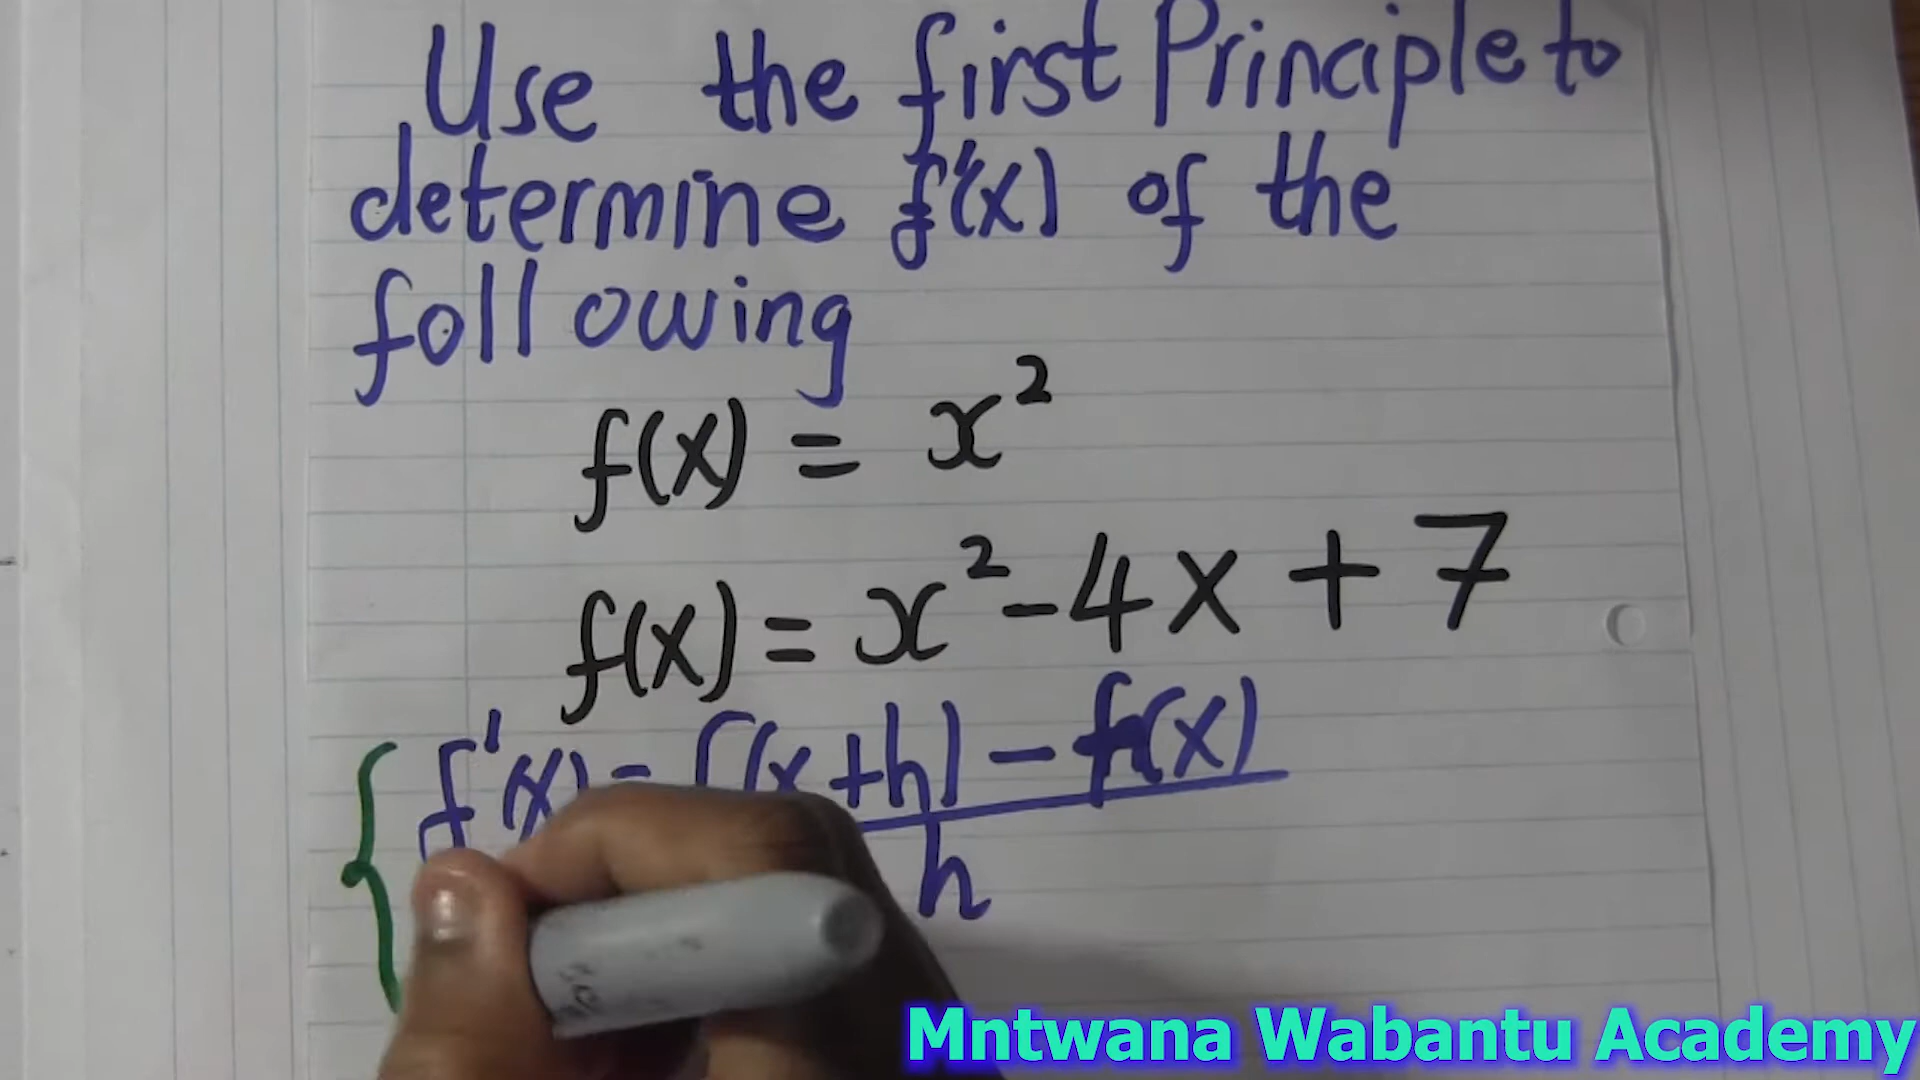 Use the first Principle to
determine f'(x) of the
following
f(x) = x²
f(x) = x² - 4x + 7
f'(x) = f(x+h) - f(x)
h
Mntwana Wabantu Academy